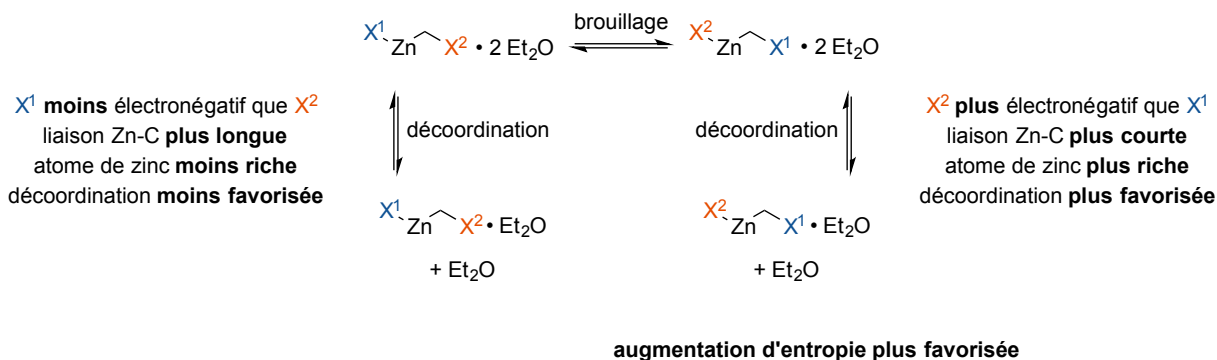 brouillage
X1 Zn X2 • 2 Et2O
X2 Zn X1 • 2 Et2O
X1 moins électronégatif que X2
liaison Zn-C plus longue
atome de zinc moins riche
décoordination moins favorisée
décoordination
décoordination
X2 plus électronégatif que X1
liaison Zn-C plus courte
atome de zinc plus riche
décoordination plus favorisée
X1 Zn X2 • Et2O
+ Et2O
X2 Zn X1 • Et2O
+ Et2O
augmentation d'entropie plus favorisée